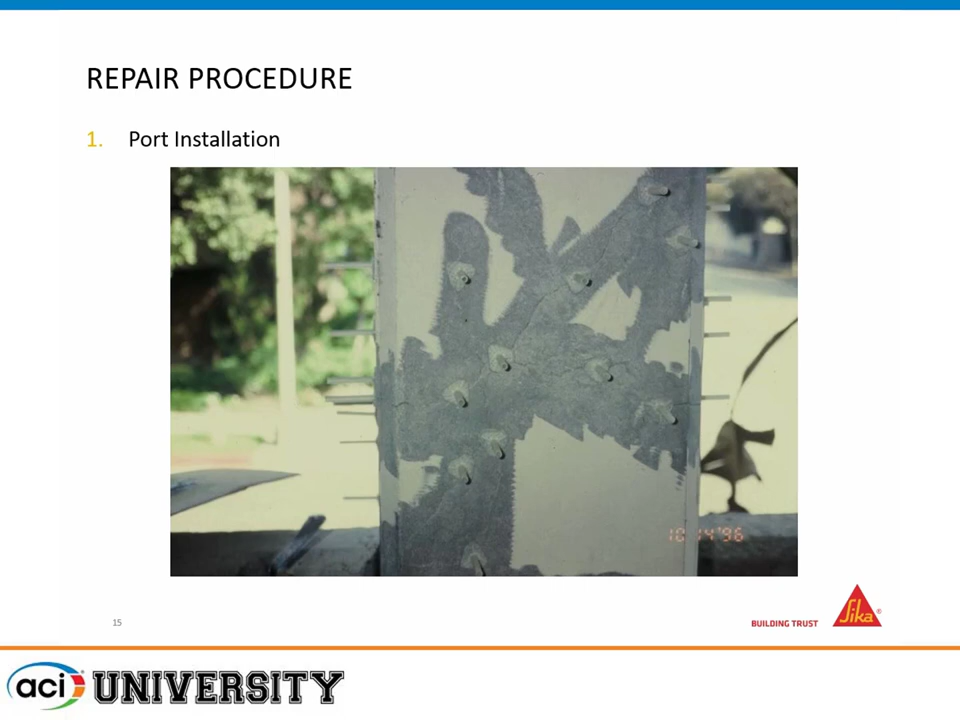 REPAIR PROCEDURE
1. Port Installation
15
BUILDING TRUST
Sika®
aci UNIVERSITY